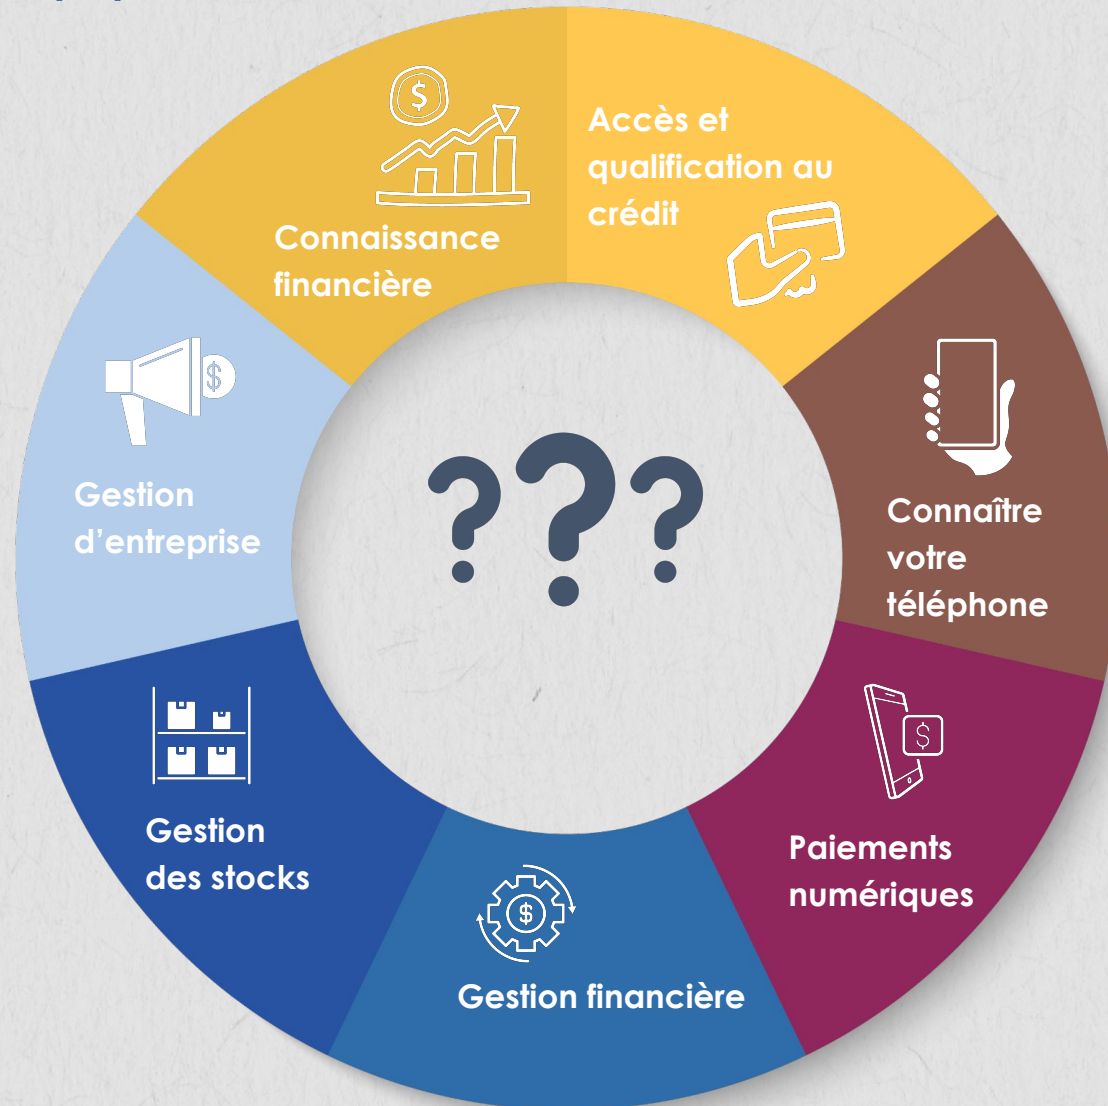 Accès et
qualification au
crédit
Connaître
votre
téléphone
Paiements
numériques
Gestion financière
Gestion
des stocks
Gestion
d’entreprise
Connaissance
financière
???